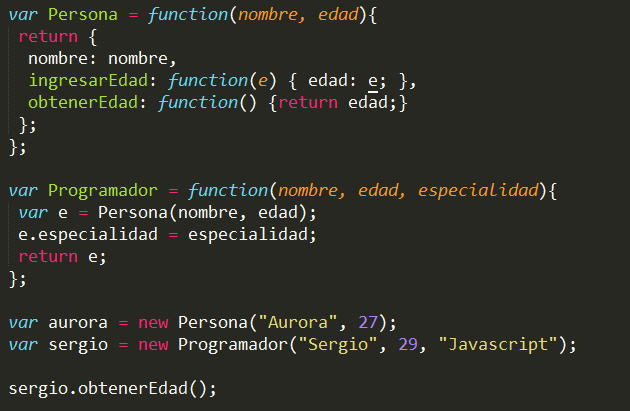 var Persona = function(nombre, edad){
return {
nombre: nombre,
ingresarEdad: function(e) { edad: e; },
obtenerEdad: function() {return edad;}
};
};
var Programador = function(nombre, edad, especialidad){
var e = Persona(nombre, edad);
e.especialidad = especialidad;
return e;
};
var aurora = new Persona("Aurora", 27);
var sergio = new Programador("Sergio", 29, "Javascript");
sergio.obtenerEdad();